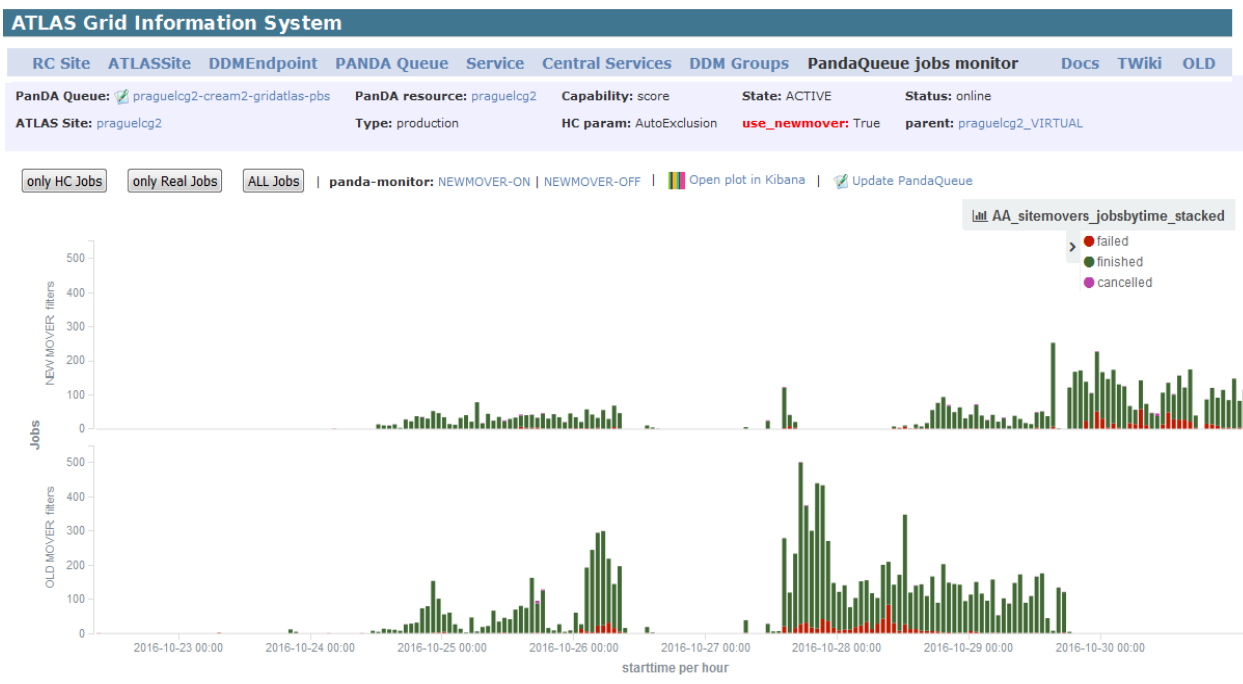 ATLAS Grid Information System
RC Site ATLASSite DDMEndpoint PANDA Queue Service Central Services DDM Groups PandaQueue jobs monitor Docs TWiki OLD
PanDA Queue: praguelcg2-cream2-gridatlas-pbs PanDA resource: praguelcg2 Capability: score State: ACTIVE Status: online
ATLAS Site: praguelcg2 Type: production HC param: AutoExclusion use_newmover: True parent: praguelcg2_VIRTUAL
only HC Jobs only Real Jobs ALL Jobs | panda-monitor: NEWMOVER-ON | NEWMOVER-OFF | Open plot in Kibana | Update PandaQueue
AA_sitemovers_jobsbytime_stacked
failed
finished
cancelled
Jobs
NEW MOVER filters
500
400
300
200
100
0
OLD MOVER filters
500
400
300
200
100
0
2016-10-23 00:00 2016-10-24 00:00 2016-10-25 00:00 2016-10-26 00:00 2016-10-27 00:00 2016-10-28 00:00 2016-10-29 00:00 2016-10-30 00:00
starttime per hour